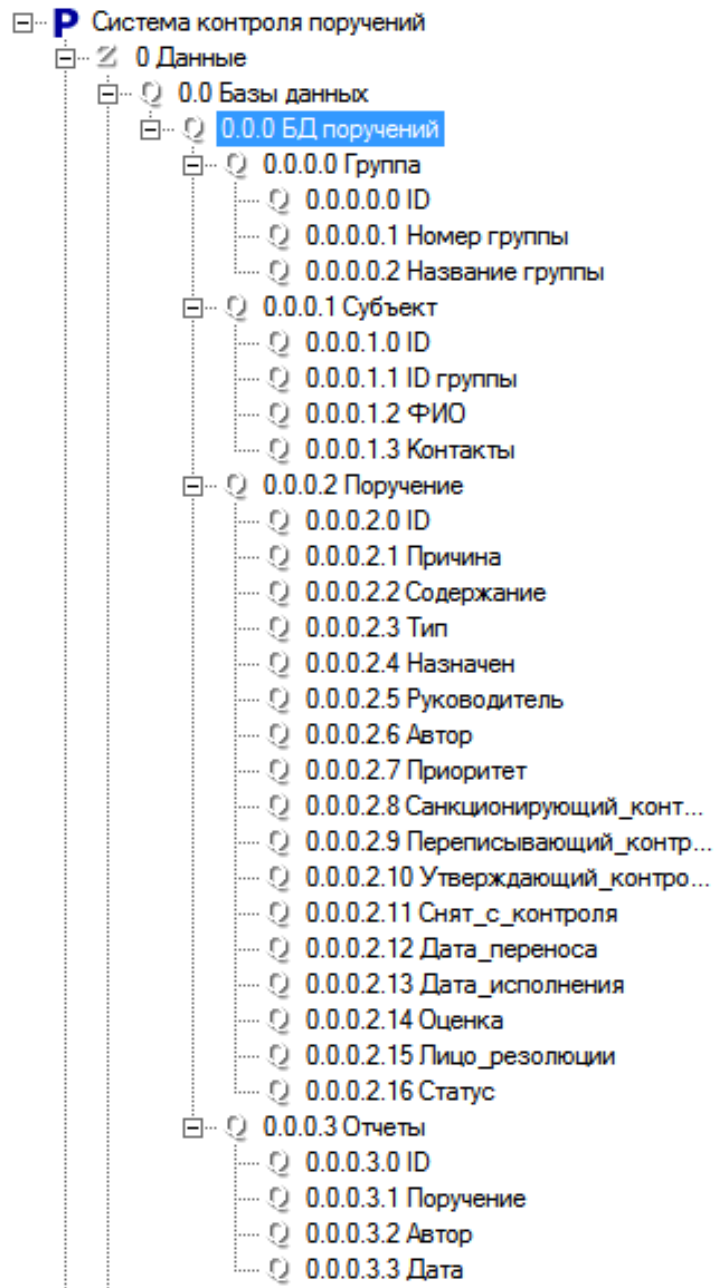 P Система контроля поручений
Z 0 Данные
Q 0.0 Базы данных
Q 0.0.0 БД поручений
Q 0.0.0.0 Группа
Q 0.0.0.0.0 ID
Q 0.0.0.0.1 Номер группы
Q 0.0.0.0.2 Название группы
Q 0.0.0.1 Субъект
Q 0.0.0.1.0 ID
Q 0.0.0.1.1 ID группы
Q 0.0.0.1.2 ФИО
Q 0.0.0.1.3 Контакты
Q 0.0.0.2 Поручение
Q 0.0.0.2.0 ID
Q 0.0.0.2.1 Причина
Q 0.0.0.2.2 Содержание
Q 0.0.0.2.3 Тип
Q 0.0.0.2.4 Назначен
Q 0.0.0.2.5 Руководитель
Q 0.0.0.2.6 Автор
Q 0.0.0.2.7 Приоритет
Q 0.0.0.2.8 Санкционирующий_конт...
Q 0.0.0.2.9 Переписывающий_контр...
Q 0.0.0.2.10 Утверждающий_контро...
Q 0.0.0.2.11 Снят_с_контроля
Q 0.0.0.2.12 Дата_переноса
Q 0.0.0.2.13 Дата_исполнения
Q 0.0.0.2.14 Оценка
Q 0.0.0.2.15 Лицо_резолюции
Q 0.0.0.2.16 Статус
Q 0.0.0.3 Отчеты
Q 0.0.0.3.0 ID
Q 0.0.0.3.1 Поручение
Q 0.0.0.3.2 Автор
Q 0.0.0.3.3 Дата